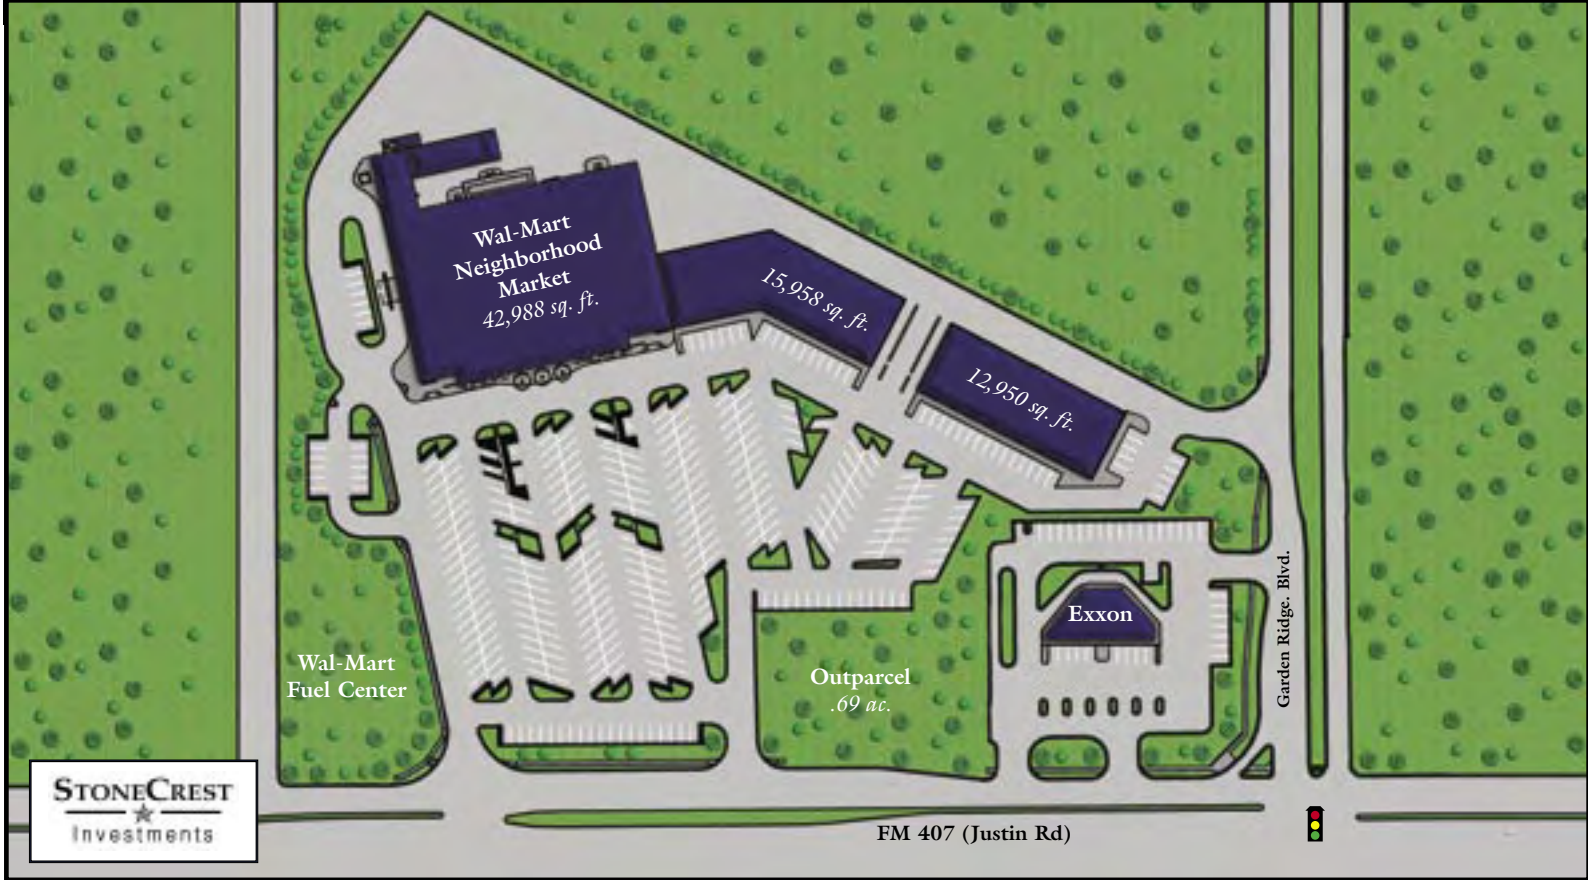 Wal-Mart
Neighborhood
Market
42,988 sq. ft.
15,958 sq. ft.
12,950 sq. ft.
Exxon
Garden Ridge. Blvd.
Wal-Mart
Fuel Center
Outparcel
.69 ac.
STONECREST
Investments
FM 407 (Justin Rd)